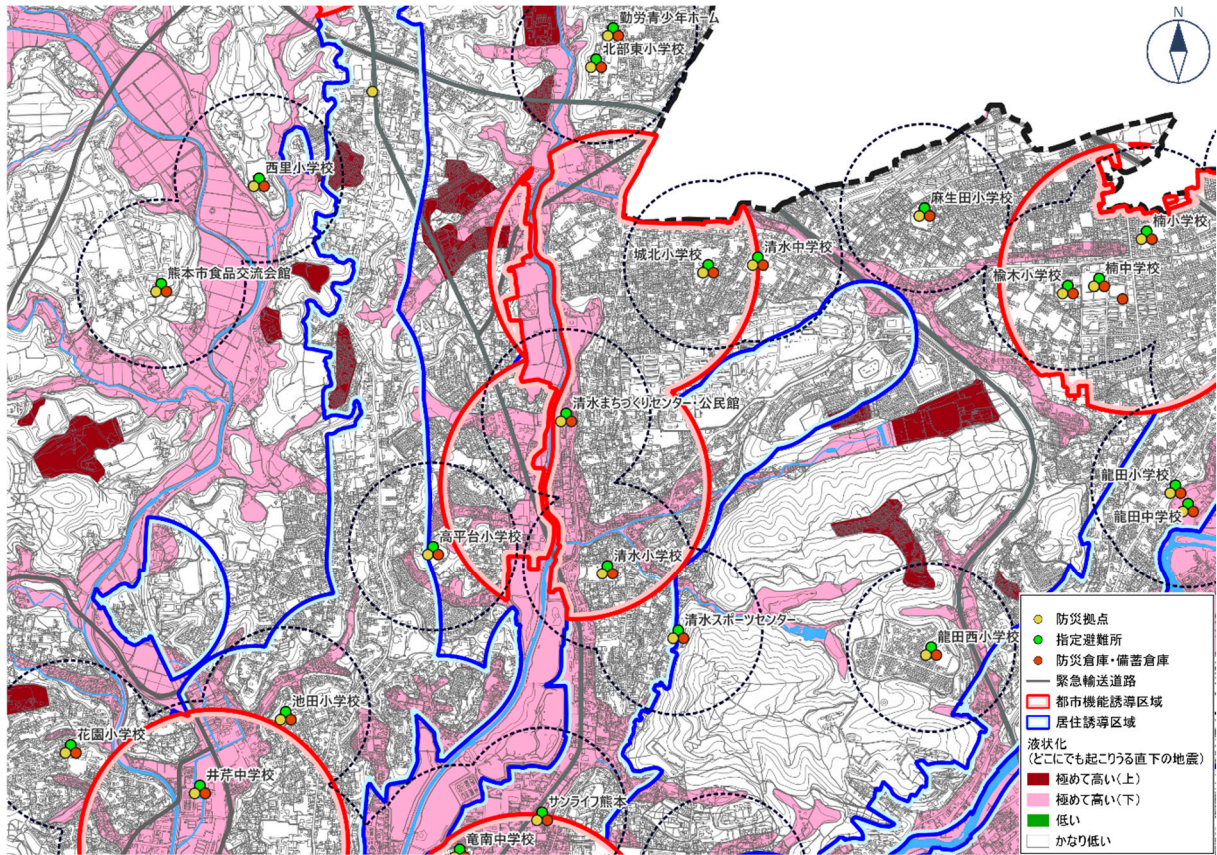 N
勤労青少年ホーム
北部東小学校
西里小学校
麻生田小学校
楠小学校
城北小学校
清水中学校
熊本市食品交流会館
楡木小学校
楠中学校
清水まちづくりセンター・公民館
龍田小学校
龍田中学校
高平台小学校
清水小学校
清水スポーツセンター
龍田西小学校
池田小学校
花園小学校
井芹中学校
サンライフ熊本
竜南中学校
防災拠点
指定避難所
防災倉庫・備蓄倉庫
緊急輸送道路
都市機能誘導区域
居住誘導区域
液状化
(どこにでも起こりうる直下の地震)
極めて高い(上)
極めて高い(下)
低い
かなり低い